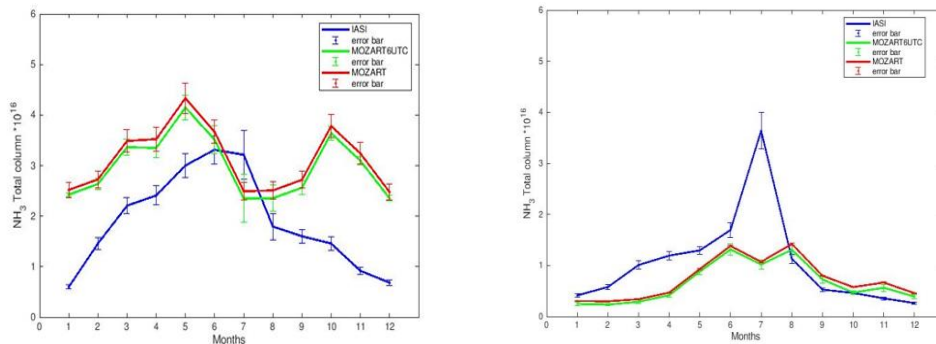 6
5
4
3
2
1
0
NH3 Total column *10^16
0 1 2 3 4 5 6 7 8 9 10 11 12
Months
IASI
error bar
MOZART6UTC
error bar
MOZART
error bar
6
5
4
3
2
1
0
NH3 Total column *10^16
0 1 2 3 4 5 6 7 8 9 10 11 12
Months
IASI
error bar
MOZART6UTC
error bar
MOZART
error bar